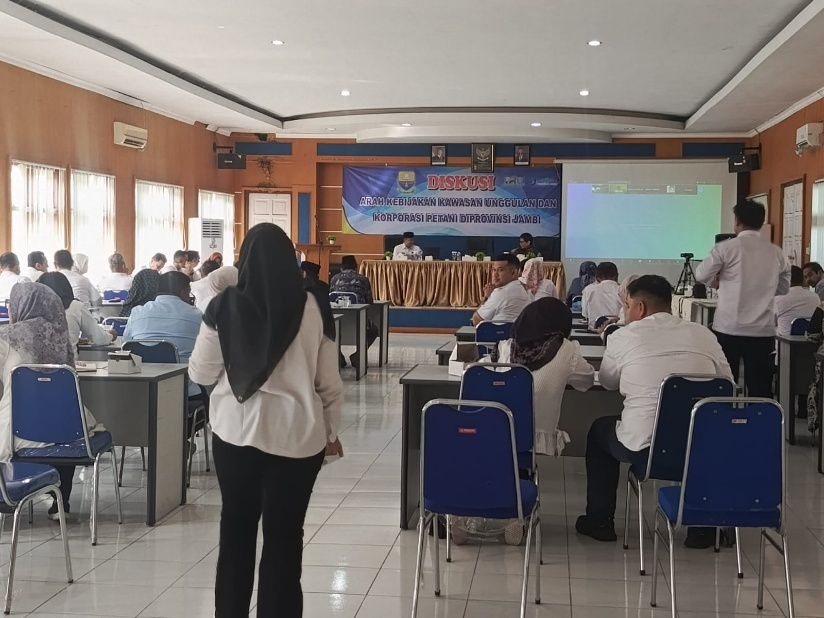 DISKUSI
ARAH KEBIJAKAN KAWASAN UNGGULAN DAN
KORPORASI PETANI DIPROVINSI JAMBI